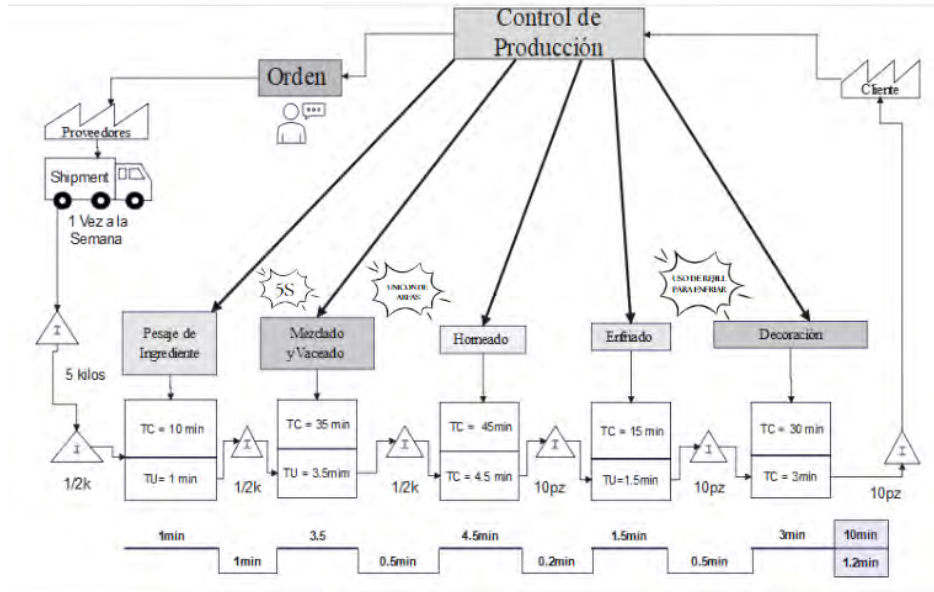 Control de
Producción
Orden
Cliente
Proveedores
Shipment
1 Vez a la
Semana
5S
UNICON DE
AREAS
USO DE REJILL
PARA ENFRIAR
Pesaje de
Ingrediente
Mezclado
y Vaceado
Horneado
Enfriado
Decoración
I
5 kilos
I
1/2k
TC = 10 min
TU= 1 min
I
1/2k
TC = 35 min
TU = 3.5mim
I
1/2k
TC = 45min
TC = 4.5 min
I
10pz
TC = 15 min
TU=1.5min
I
10pz
TC = 30 min
TC = 3min
I
10pz
1min
3.5
4.5min
1.5min
3min
10min
1min
0.5min
0.2min
0.5min
1.2min